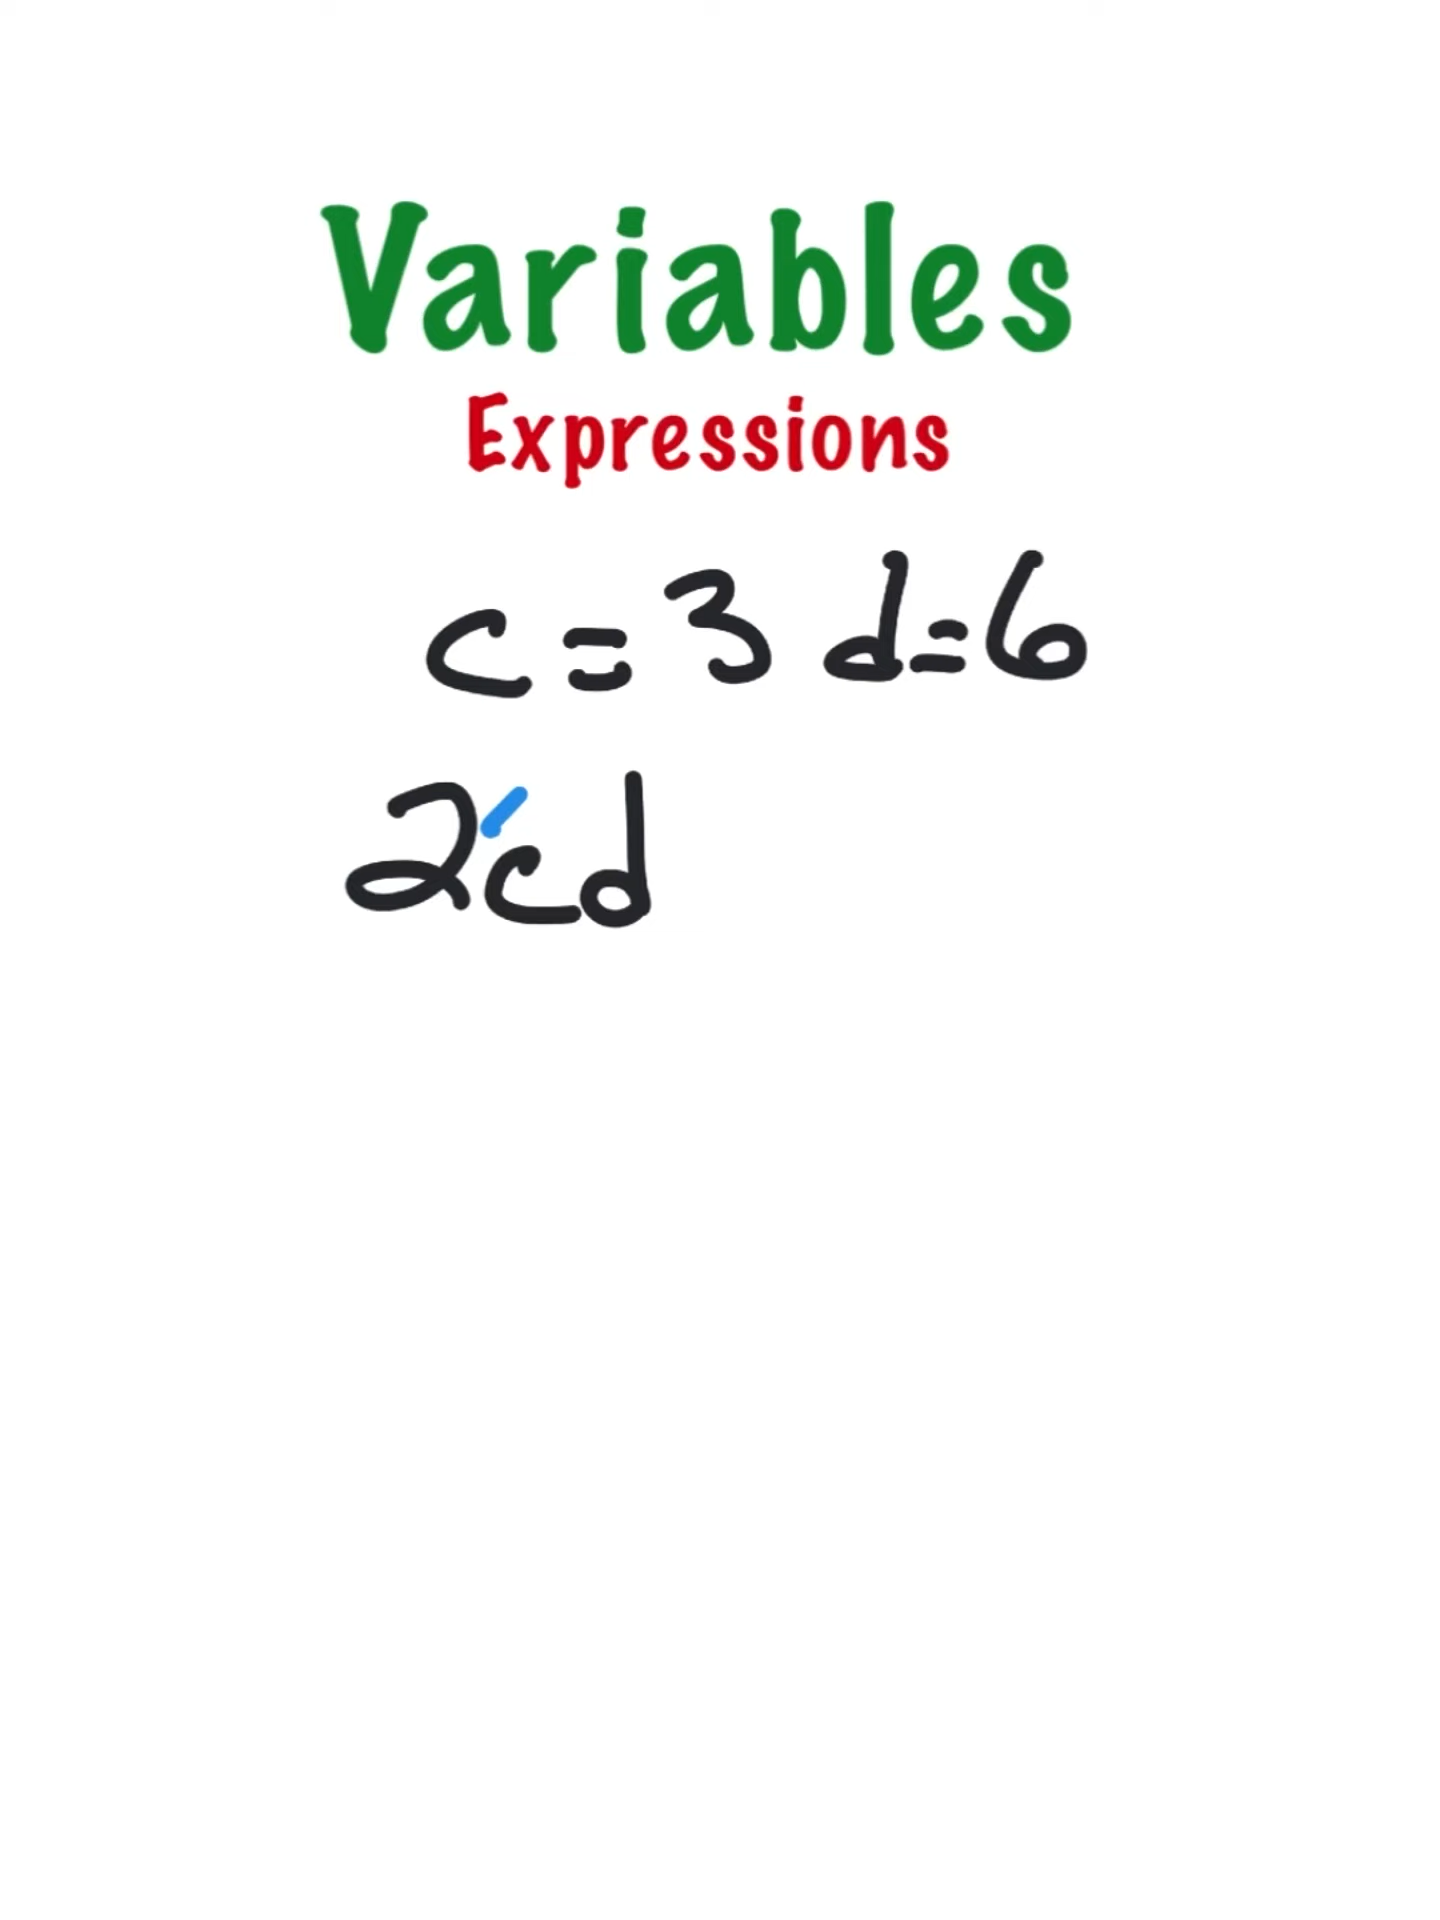 Variables
Expressions
c = 3 d = 6
2cd